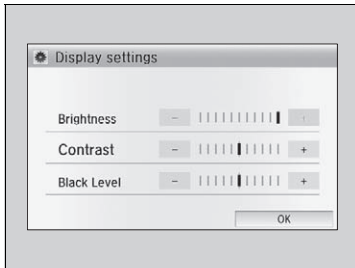 Display settings
Brightness -
Contrast - +
Black Level - +
OK